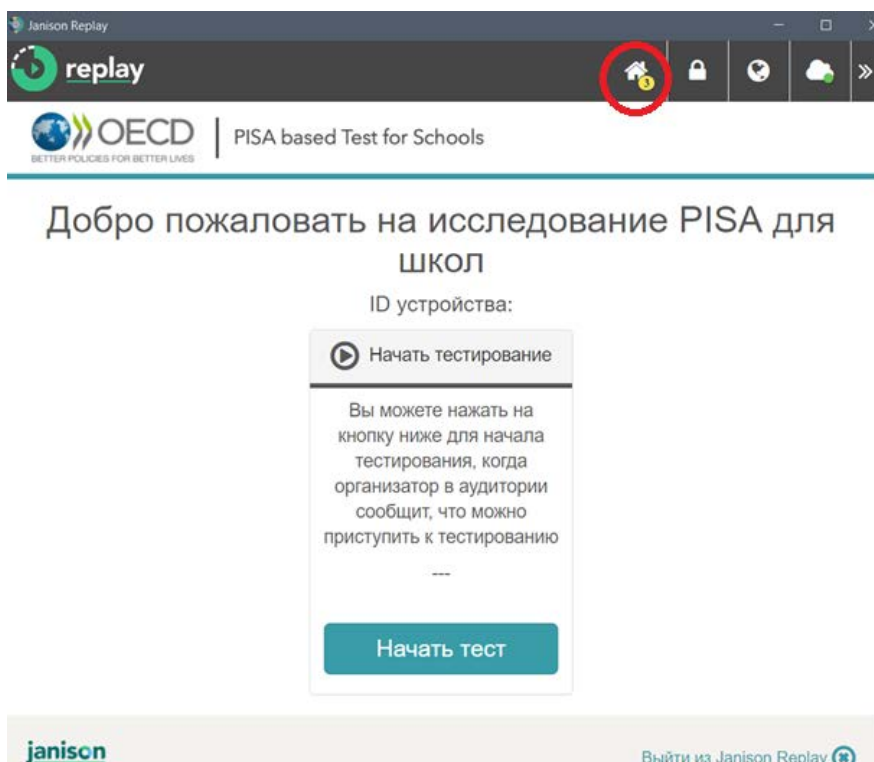 Janison Replay
replay
3
OECD
BETTER POLICIES FOR BETTER LIVES
PISA based Test for Schools
Добро пожаловать на исследование PISA для
школ
ID устройства:
Начать тестирование
Вы можете нажать на
кнопку ниже для начала
тестирования, когда
организатор в аудитории
сообщит, что можно
приступить к тестированию
---
Начать тест
janison
Выйти из Janison Replay